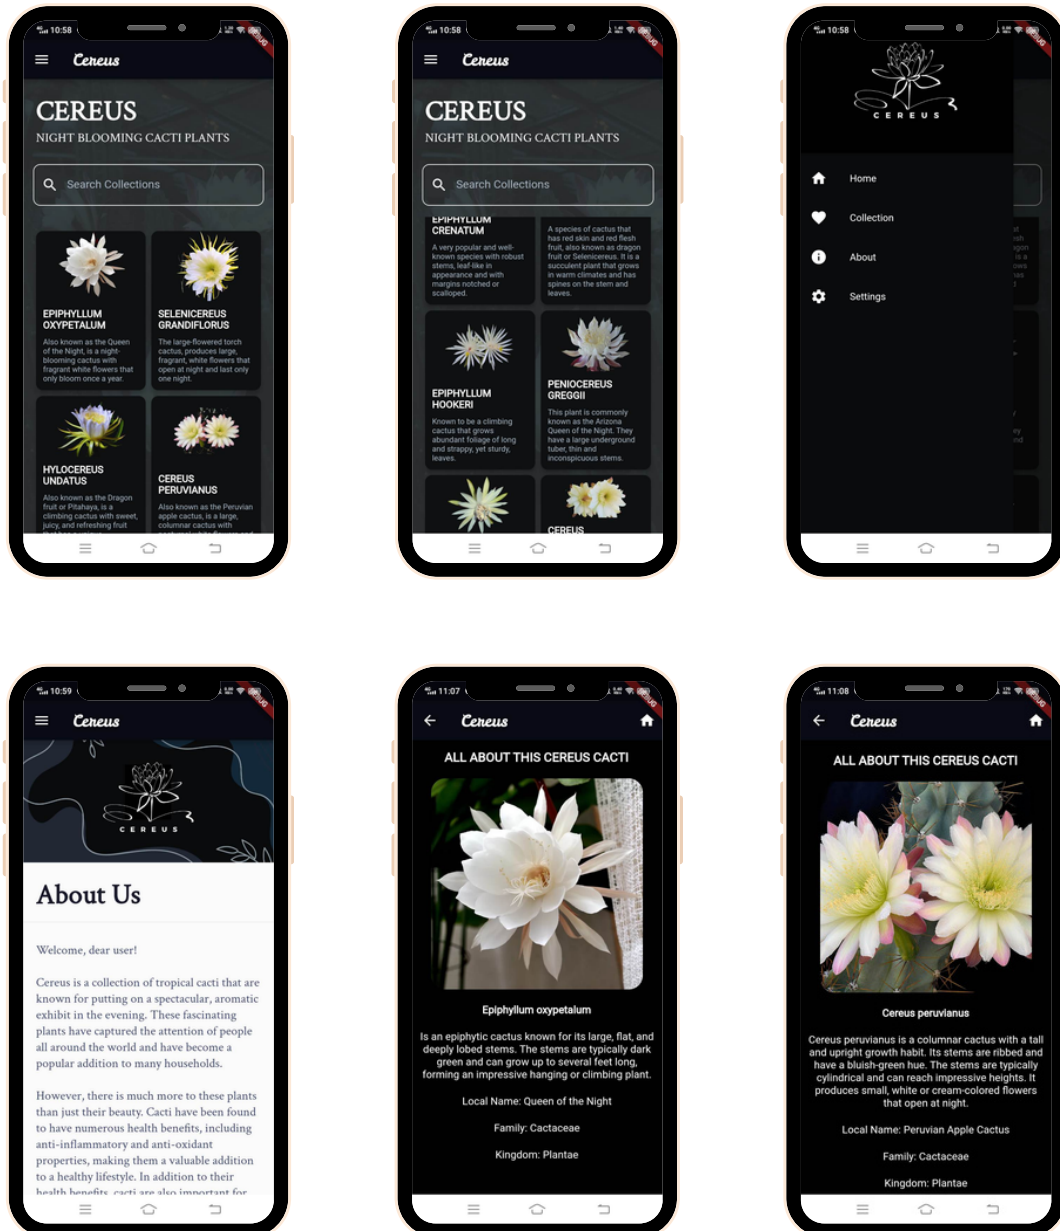 10:58
DEBUG
Cereus
CEREUS
NIGHT BLOOMING CACTI PLANTS
Search Collections
EPIPHYLLUM
OXYPETALUM
Also known as the Queen
of the Night, is a night-
blooming cactus with
fragrant white flowers that
only bloom once a year.
SELENICEREUS
GRANDIFLORUS
The large-flowered torch
cactus, produces large,
fragrant, white flowers that
open at night and last only
one night.
HYLOCEREUS
UNDATUS
Also known as the Dragon
fruit or Pitahaya, is a
climbing cactus with sweet,
juicy, and refreshing fruit
CEREUS
PERUVIANUS
Also known as the Peruvian
apple cactus, is a large,
columnar cactus with
10:58
DEBUG
Cereus
CEREUS
NIGHT BLOOMING CACTI PLANTS
Search Collections
EPIPHYLLUM
CRENATUM
A very popular and well-
known species with robust
stems, leaf-like in
appearance and with
margins notched or
scalloped.
A species of cactus that
has red skin and red flesh
fruit, also known as dragon
fruit or Selenicereus. It is a
succulent plant that grows
in warm climates and has
spines on the stem and
leaves.
EPIPHYLLUM
HOOKERI
Known to be a climbing
cactus that grows
abundant foliage of long
and strappy, yet sturdy,
leaves.
PENIOCEREUS
GREGGII
This plant is commonly
known as the Arizona
Queen of the Night. They
have a large underground
tuber, thin and
inconspicuous stems.
CEREUS
10:58
DEBUG
CEREUS
Home
Collection
About
Settings
10:59
DEBUG
Cereus
CEREUS
About Us
Welcome, dear user!
Cereus is a collection of tropical cacti that are
known for putting on a spectacular, aromatic
exhibit in the evening. These fascinating
plants have captured the attention of people
all around the world and have become a
popular addition to many households.
However, there is much more to these plants
than just their beauty. Cacti have been found
to have numerous health benefits, including
anti-inflammatory and anti-oxidant
properties, making them a valuable addition
to a healthy lifestyle. In addition to their
health benefits, cacti are also important for
11:07
DEBUG
Cereus
ALL ABOUT THIS CEREUS CACTI
Epiphyllum oxypetalum
Is an epiphytic cactus known for its large, flat, and
deeply lobed stems. The stems are typically dark
green and can grow up to several feet long,
forming an impressive hanging or climbing plant.
Local Name: Queen of the Night
Family: Cactaceae
Kingdom: Plantae
11:08
DEBUG
Cereus
ALL ABOUT THIS CEREUS CACTI
Cereus peruvianus
Cereus peruvianus is a columnar cactus with a tall
and upright growth habit. Its stems are ribbed and
have a bluish-green hue. The stems are typically
cylindrical and can reach impressive heights. It
produces small, white or cream-colored flowers
that open at night.
Local Name: Peruvian Apple Cactus
Family: Cactaceae
Kingdom: Plantae